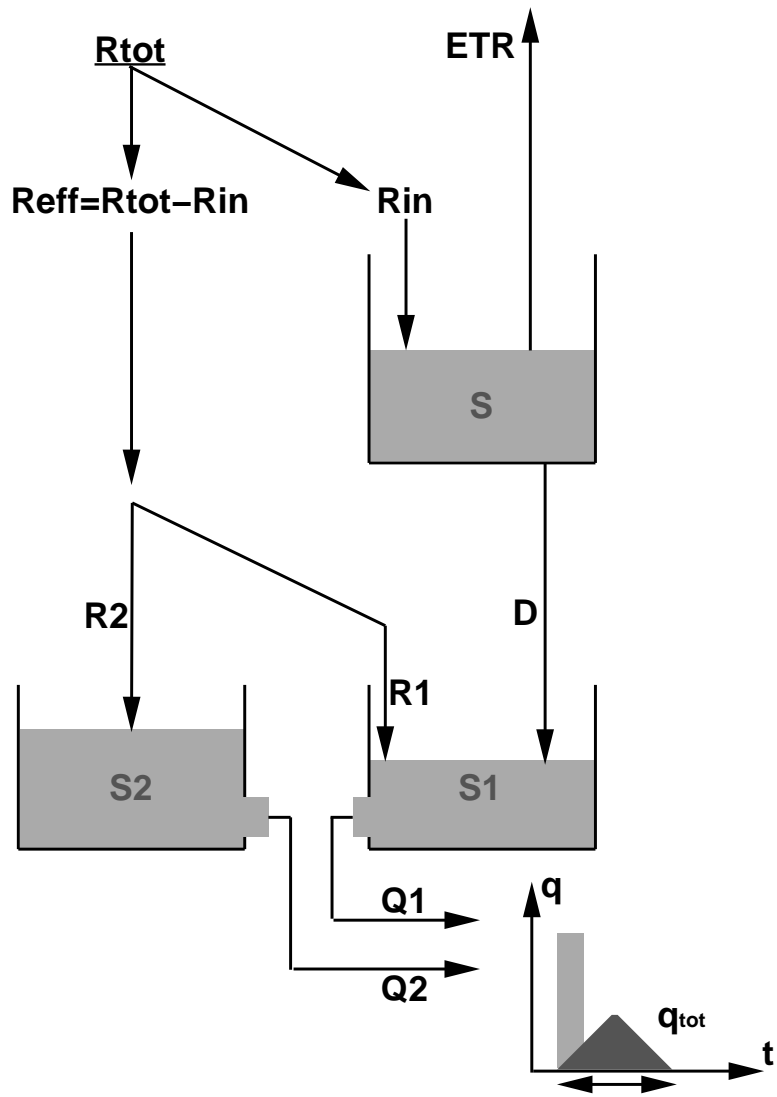 Rtot
ETR
Reff=Rtot−Rin
Rin
S
R2
D
R1
S2
S1
Q1
Q2
q
qtot
t